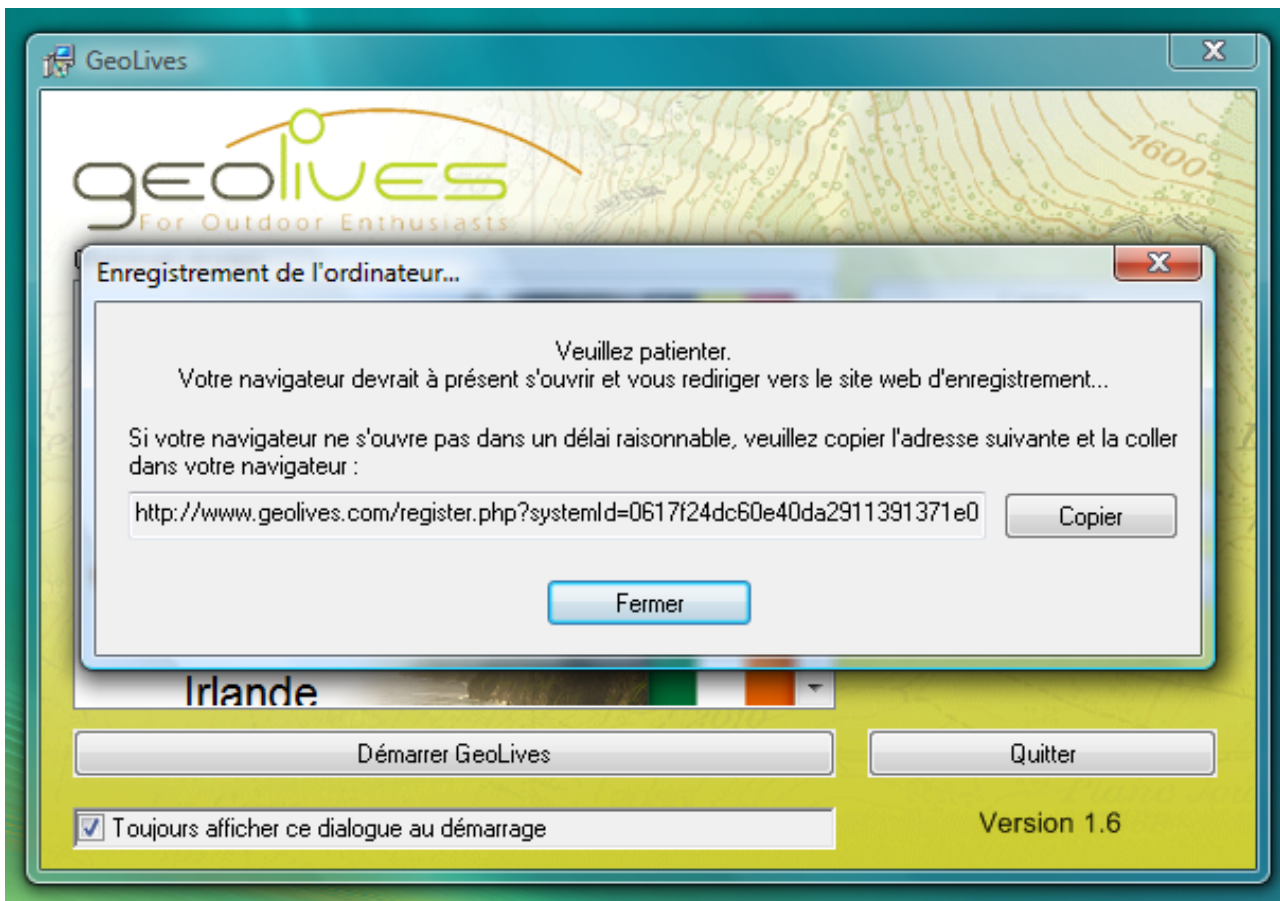 GeoLives
X
1600
geolives
For Outdoor Enthusiasts
Enregistrement de l'ordinateur...
X
Veuillez patienter.
Votre navigateur devrait à présent s'ouvrir et vous rediriger vers le site web d'enregistrement...
Si votre navigateur ne s'ouvre pas dans un délai raisonnable, veuillez copier l'adresse suivante et la coller
dans votre navigateur :
http://www.geolives.com/register.php?systemId=0617f24dc60e40da2911391371e0
Copier
Fermer
Irlande
Démarrer GeoLives
Quitter
Toujours afficher ce dialogue au démarrage
Version 1.6